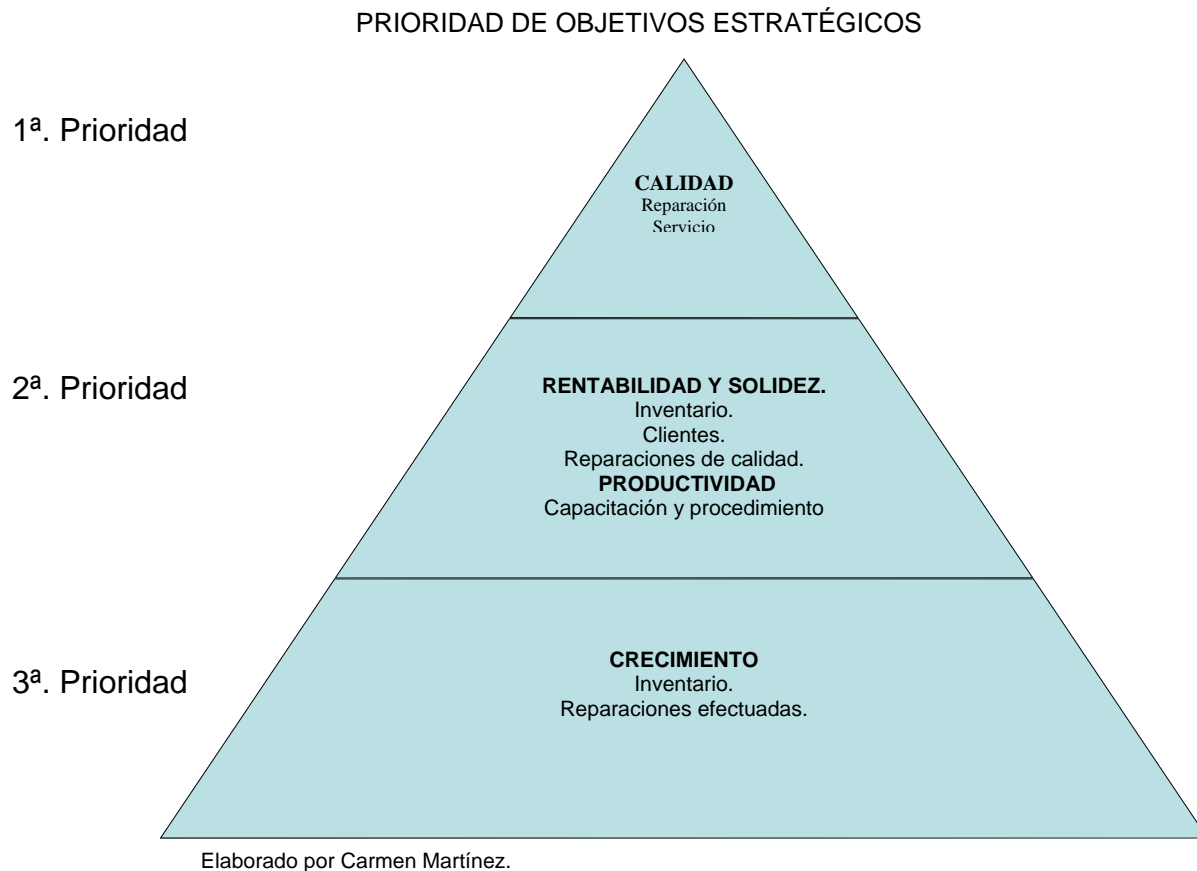 PRIORIDAD DE OBJETIVOS ESTRATÉGICOS
1ª. Prioridad
CALIDAD
Reparación
Servicio
2ª. Prioridad
RENTABILIDAD Y SOLIDEZ.
Inventario.
Clientes.
Reparaciones de calidad.
PRODUCTIVIDAD
Capacitación y procedimiento
3ª. Prioridad
CRECIMIENTO
Inventario.
Reparaciones efectuadas.
Elaborado por Carmen Martínez.